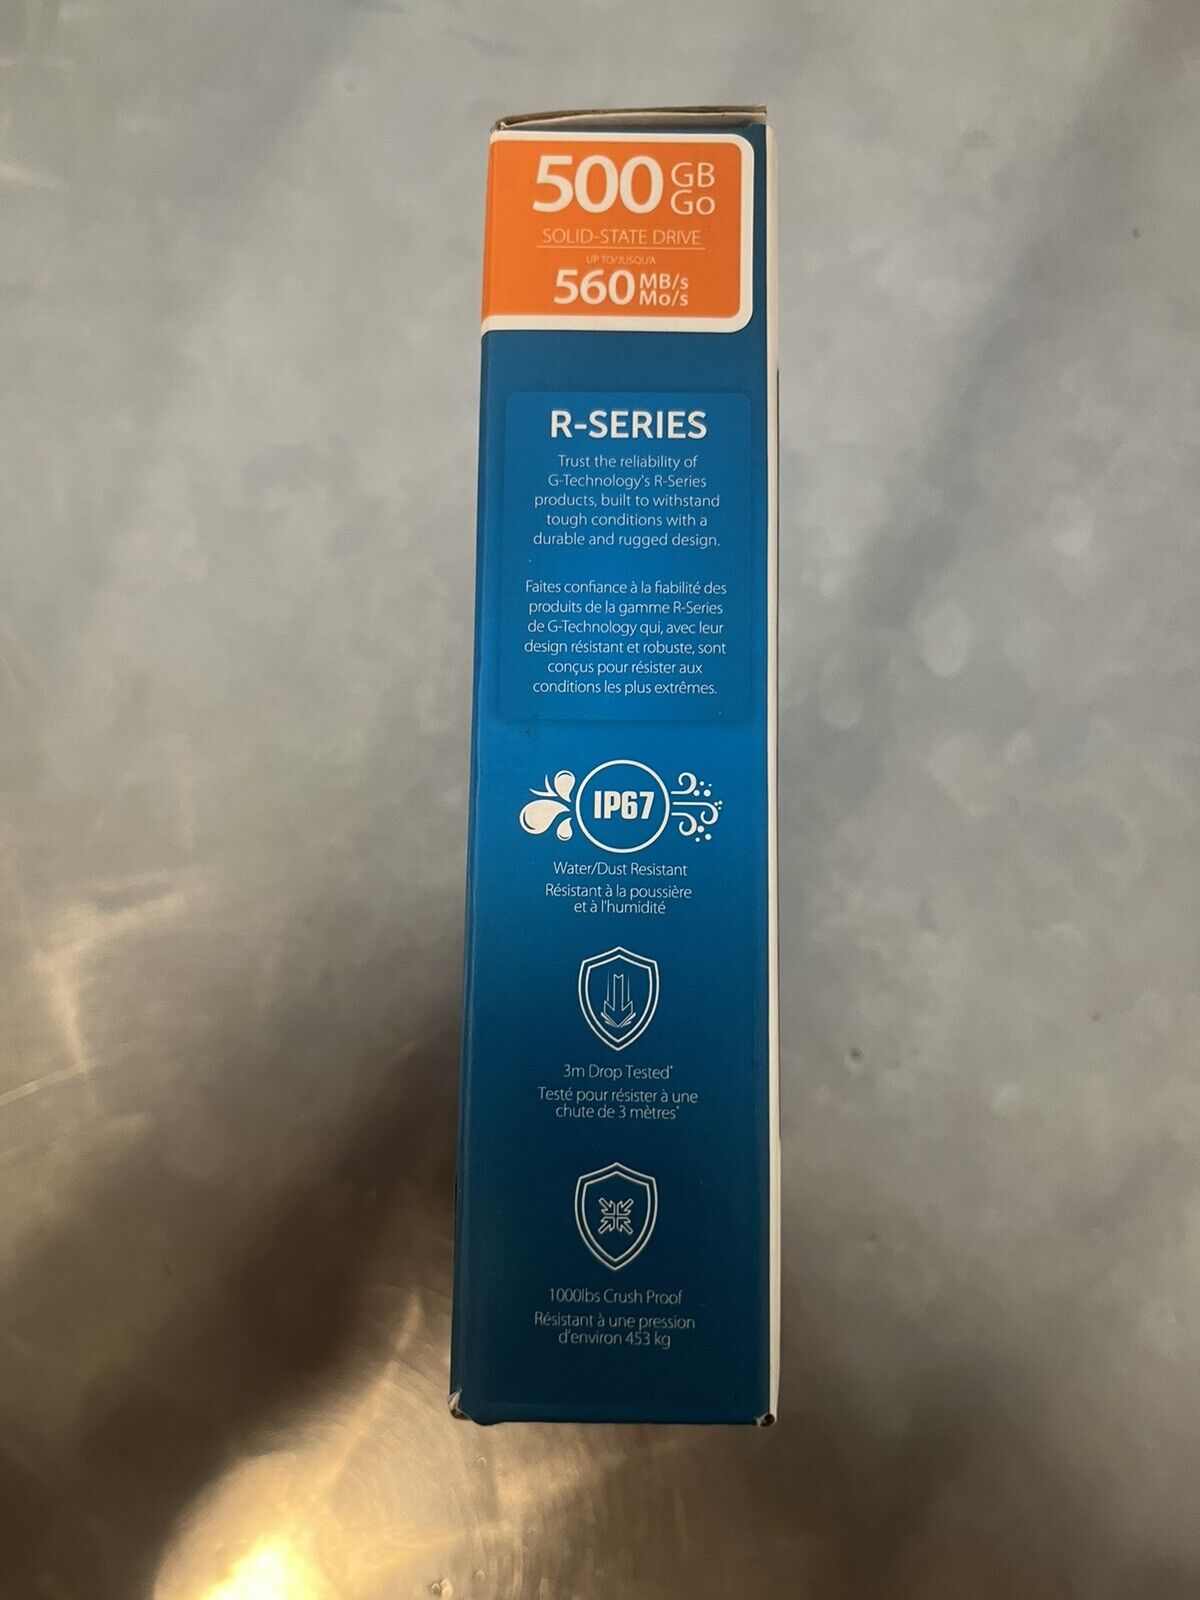 500 GB
Go
SOLID-STATE DRIVE
UP TO/JUSQU'A
560 MB/s
Mo/s
R-SERIES
Trust the reliability of
G-Technology's R-Series
products, built to withstand
tough conditions with a
durable and rugged design.
Faites confiance à la fiabilité des
produits de la gamme R-Series
de G-Technology qui, avec leur
design résistant et robuste, sont
conçus pour résister aux
conditions les plus extrêmes.
IP67
Water/Dust Resistant
Résistant à la poussière
et à l'humidité
3m Drop Tested*
Testé pour résister à une
chute de 3 mètres*
1000lbs Crush Proof
Résistant à une pression
d'environ 453 kg